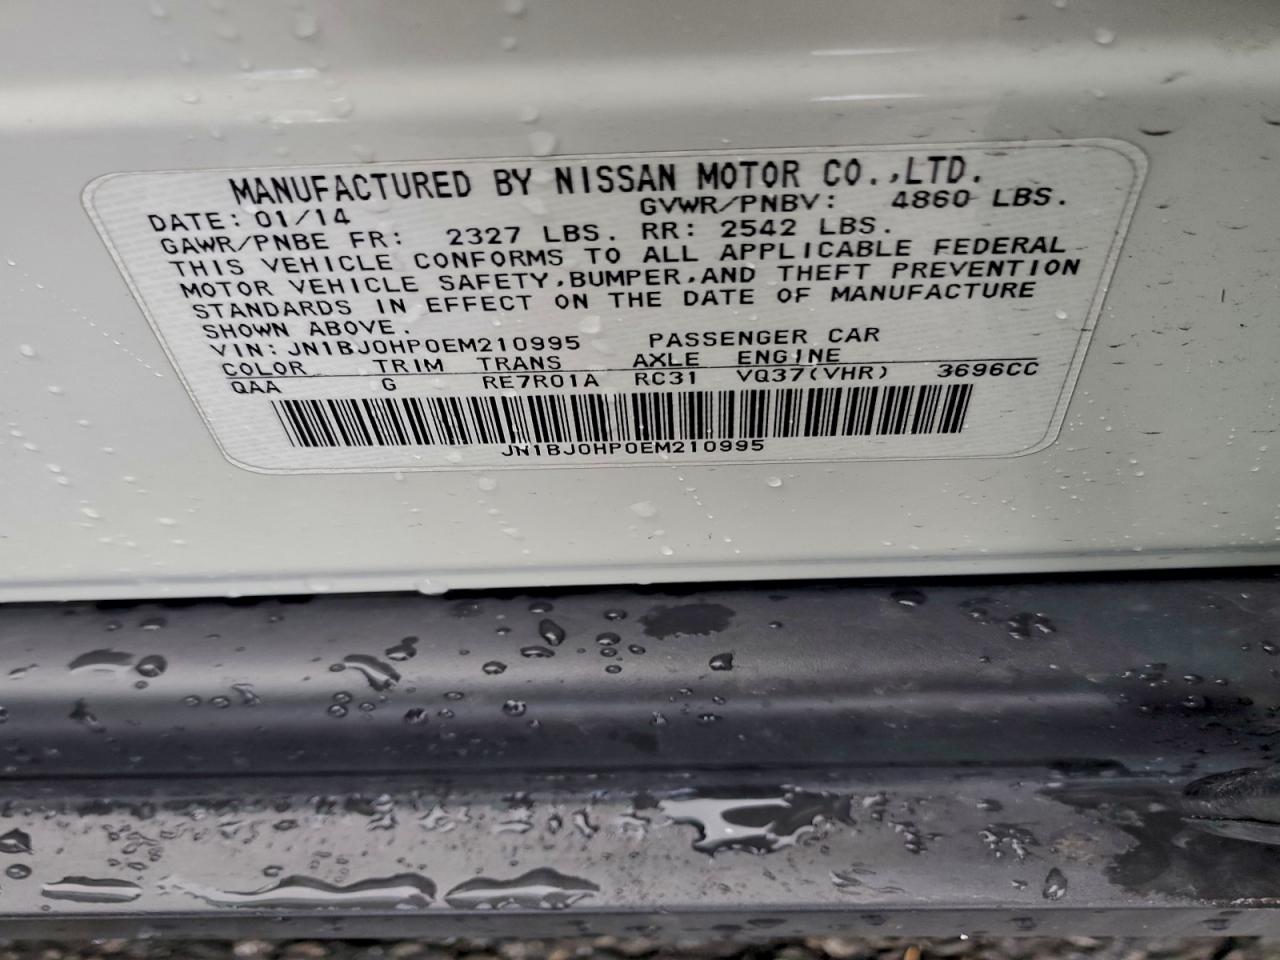 MANUFACTURED BY NISSAN MOTOR CO.,LTD.
DATE: 01/14 GVWR/PNBV: 4860 LBS.
GAWR/PNBE FR: 2327 LBS. RR: 2542 LBS.
THIS VEHICLE CONFORMS TO ALL APPLICABLE FEDERAL
MOTOR VEHICLE SAFETY,BUMPER,AND THEFT PREVENTION
STANDARDS IN EFFECT ON THE DATE OF MANUFACTURE
SHOWN ABOVE.
VIN: JN1BJ0HP0EM210995 PASSENGER CAR
COLOR TRIM TRANS AXLE ENGINE
QAA G RE7R01A RC31 VQ37(VHR) 3696CC
JN1BJ0HP0EM210995